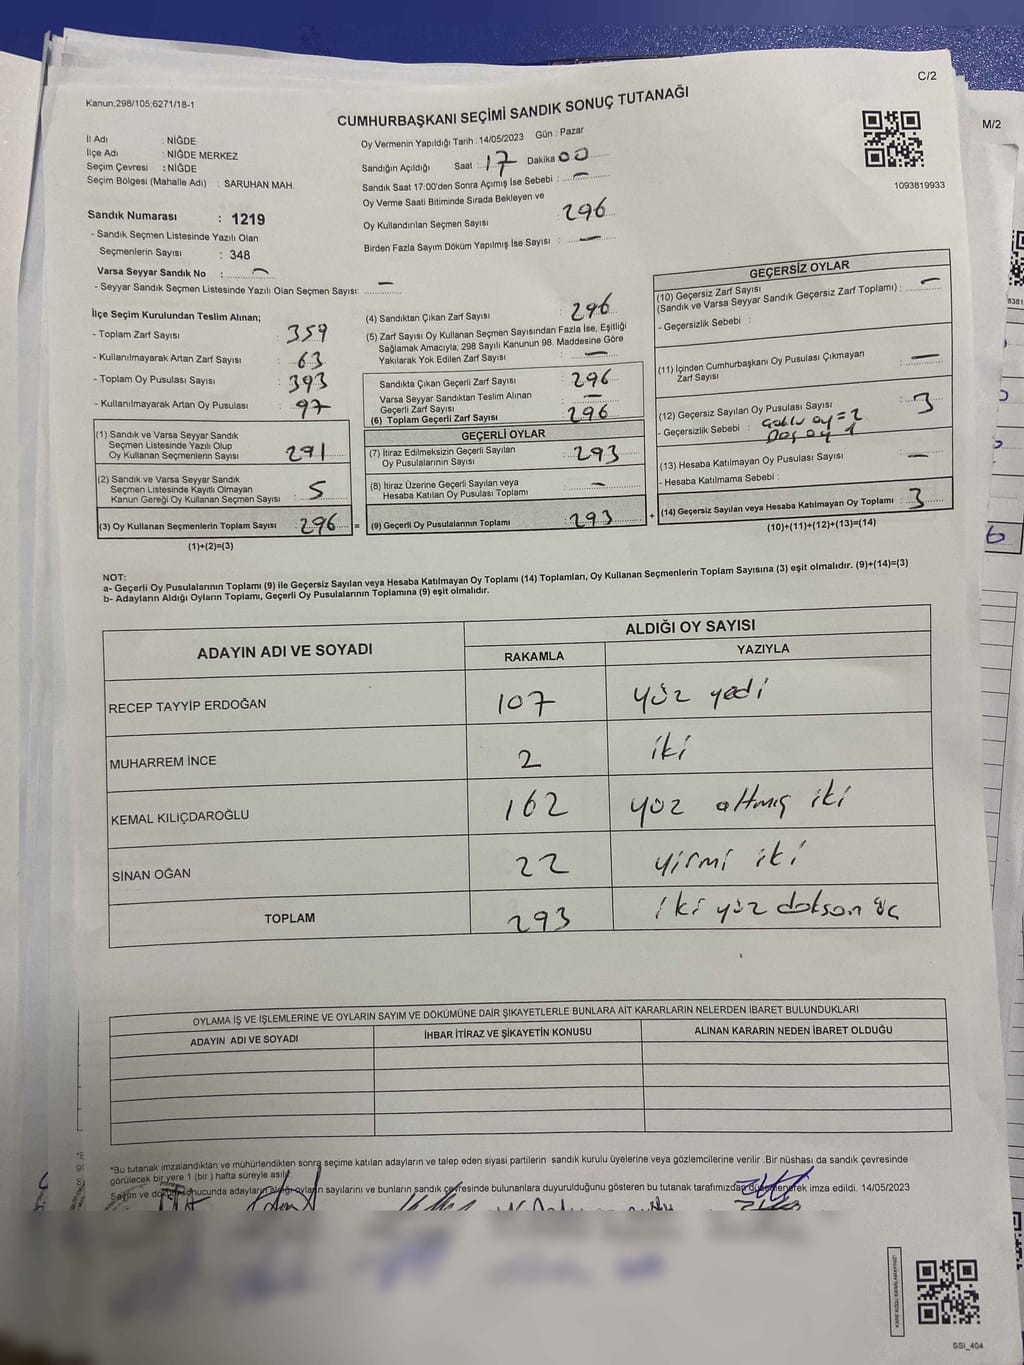 C/2
Kanun;298/105;6271/18-1
CUMHURBAŞKANI SEÇİMİ SANDIK SONUÇ TUTANAĞI
M/2
İl Adı : NİĞDE
İlçe Adı : NİĞDE MERKEZ
Seçim Çevresi : NİĞDE
Seçim Bölgesi (Mahalle Adı) : SARUHAN MAH.
Oy Vermenin Yapıldığı Tarih : 14/05/2023 Gün : Pazar
Sandığın Açıldığı Saat : 17 Dakika 00
Sandık Saat 17:00'den Sonra Açımış İse Sebebi : –
Oy Verme Saati Bitiminde Sırada Bekleyen ve
Oy Kullandırılan Seçmen Sayısı : 296
Birden Fazla Sayım Döküm Yapılmış İse Sayısı : –
1093819933
Sandık Numarası : 1219
- Sandık Seçmen Listesinde Yazılı Olan
Seçmenlerin Sayısı : 348
Varsa Seyyar Sandık No : –
- Seyyar Sandık Seçmen Listesinde Yazılı Olan Seçmen Sayısı: –
İlçe Seçim Kurulundan Teslim Alınan;
- Toplam Zarf Sayısı : 359
- Kullanılmayarak Artan Zarf Sayısı : 63
- Toplam Oy Pusulası Sayısı : 393
- Kullanılmayarak Artan Oy Pusulası : 97
(1) Sandık ve Varsa Seyyar Sandık
Seçmen Listesinde Yazılı Olup
Oy Kullanan Seçmenlerin Sayısı : 291
(2) Sandık ve Varsa Seyyar Sandık
Seçmen Listesinde Kayıtlı Olmayan
Kanun Gereği Oy Kullanan Seçmen Sayısı : 5
(3) Oy Kullanan Seçmenlerin Toplam Sayısı : 296 =
(1)+(2)=(3)
(4) Sandıktan Çıkan Zarf Sayısı : 296
(5) Zarf Sayısı Oy Kullanan Seçmen Sayısından Fazla İse, Eşitliği
Sağlamak Amacıyla; 298 Sayılı Kanunun 98. Maddesine Göre
Yakılarak Yok Edilen Zarf Sayısı : –
Sandıkta Çıkan Geçerli Zarf Sayısı : 296
Varsa Seyyar Sandıktan Teslim Alınan
Geçerli Zarf Sayısı : –
(6) Toplam Geçerli Zarf Sayısı : 296
GEÇERLİ OYLAR
(7) İtiraz Edilmeksizin Geçerli Sayılan
Oy Pusulalarının Sayısı : 293
(8) İtiraz Üzerine Geçerli Sayılan veya
Hesaba Katılan Oy Pusulası Toplamı : –
(9) Geçerli Oy Pusulalarının Toplamı : 293 +
GEÇERSİZ OYLAR
(10) Geçersiz Zarf Sayısı
(Sandık ve Varsa Seyyar Sandık Geçersiz Zarf Toplamı) : –
- Geçersizlik Sebebi :
(11) İçinden Cumhurbaşkanı Oy Pusulası Çıkmayan
Zarf Sayısı : –
(12) Geçersiz Sayılan Oy Pusulası Sayısı : 3
- Geçersizlik Sebebi : oy = 2
oy 1
(13) Hesaba Katılmayan Oy Pusulası Sayısı : –
- Hesaba Katılmama Sebebi :
(14) Geçersiz Sayılan veya Hesaba Katılmayan Oy Toplamı : 3
(10)+(11)+(12)+(13)=(14)
NOT:
a- Geçerli Oy Pusulalarının Toplamı (9) ile Geçersiz Sayılan veya Hesaba Katılmayan Oy Toplamı (14) Toplamları, Oy Kullanan Seçmenlerin Toplam Sayısına (3) eşit olmalıdır. (9)+(14)=(3)
b- Adayların Aldığı Oyların Toplamı, Geçerli Oy Pusulalarının Toplamına (9) eşit olmalıdır.
ADAYIN ADI VE SOYADI ALDIĞI OY SAYISI
RAKAMLA YAZIYLA
RECEP TAYYİP ERDOĞAN 107 yüz yedi
MUHARREM İNCE 2 iki
KEMAL KILIÇDAROĞLU 162 yüz altmış iki
SİNAN OĞAN 22 yirmi iki
TOPLAM 293 iki yüz doksan üç
OYLAMA İŞ VE İŞLEMLERİNE VE OYLARIN SAYIM VE DÖKÜMÜNE DAİR ŞİKAYETLERLE BUNLARA AİT KARARLARIN NELERDEN İBARET BULUNDUKLARI
ADAYIN ADI VE SOYADI İHBAR İTİRAZ VE ŞİKAYETİN KONUSU ALINAN KARARIN NEDEN İBARET OLDUĞU
*Bu tutanak imzalandıktan ve mühürlendikten sonra seçime katılan adayların ve talep eden siyasi partilerin sandık kurulu üyelerine veya gözlemcilerine verilir .Bir nüshası da sandık çevresinde
görülecek bir yere 1 (bir ) hafta süreyle asılır.
Sayım ve döküm sonucunda adayların aldığı oyların sayılarını ve bunların sandık çevresinde bulunanlara duyurulduğunu gösteren bu tutanak tarafımızdan düzenlenerek imza edildi. 14/05/2023
SSI_404